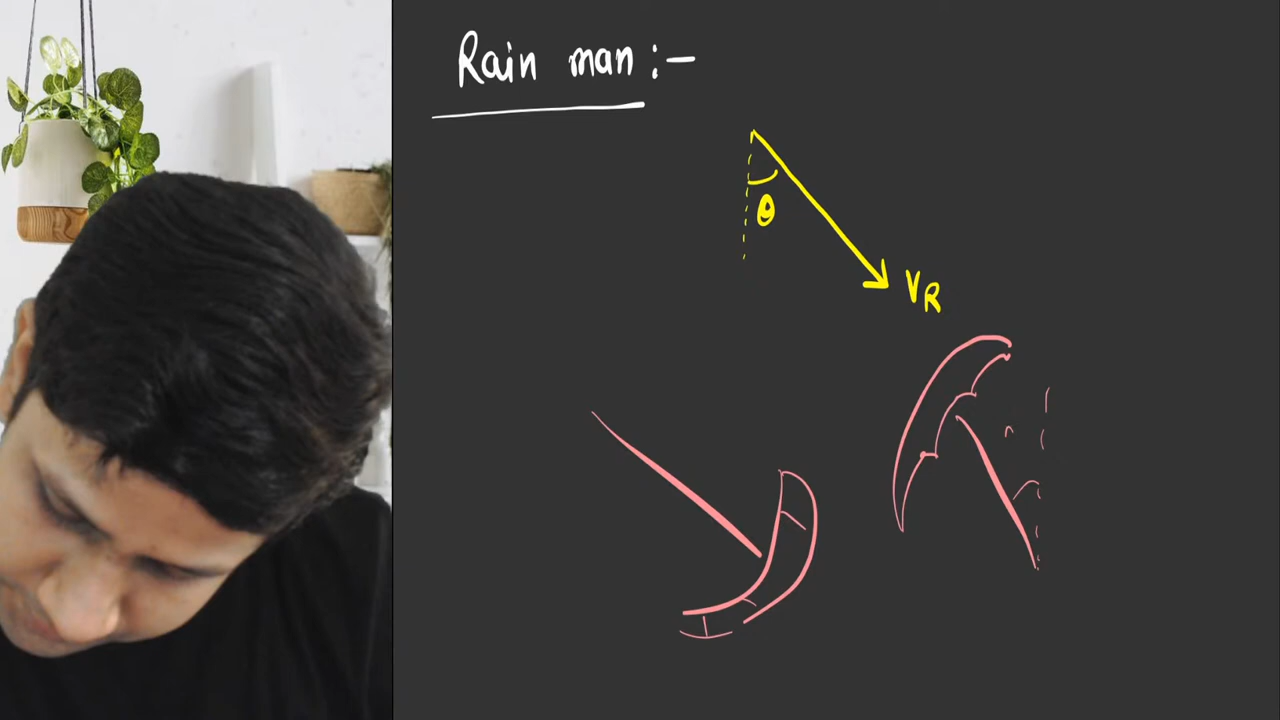 Rain man :-
θ
VR